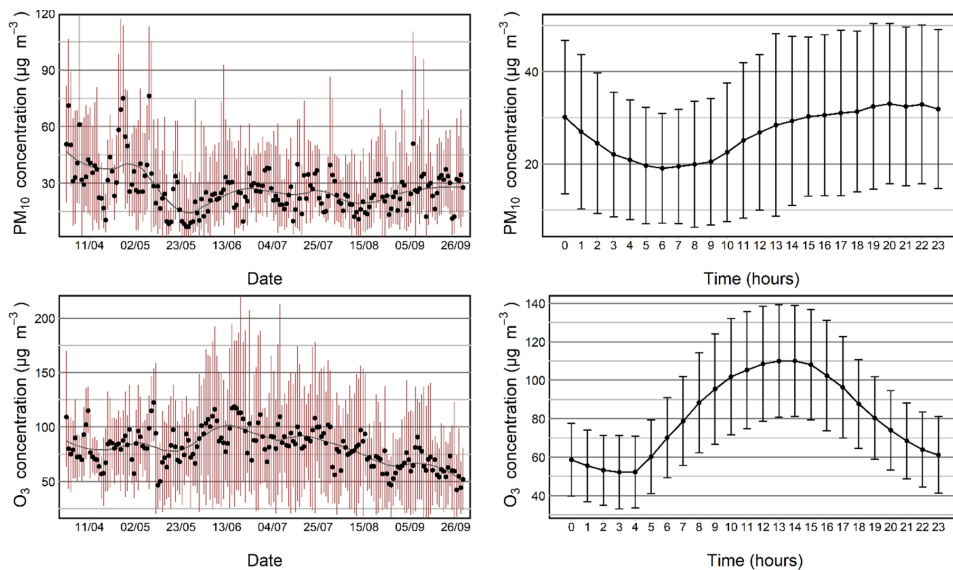 PM₁₀ concentration (µg m⁻³)
120
90
60
30
11/04 02/05 23/05 13/06 04/07 25/07 15/08 05/09 26/09
Date
PM₁₀ concentration (µg m⁻³)
40
20
0 1 2 3 4 5 6 7 8 9 10 11 12 13 14 15 16 17 18 19 20 21 22 23
Time (hours)
O₃ concentration (µg m⁻³)
200
150
100
50
11/04 02/05 23/05 13/06 04/07 25/07 15/08 05/09 26/09
Date
O₃ concentration (µg m⁻³)
140
120
100
80
60
40
0 1 2 3 4 5 6 7 8 9 10 11 12 13 14 15 16 17 18 19 20 21 22 23
Time (hours)